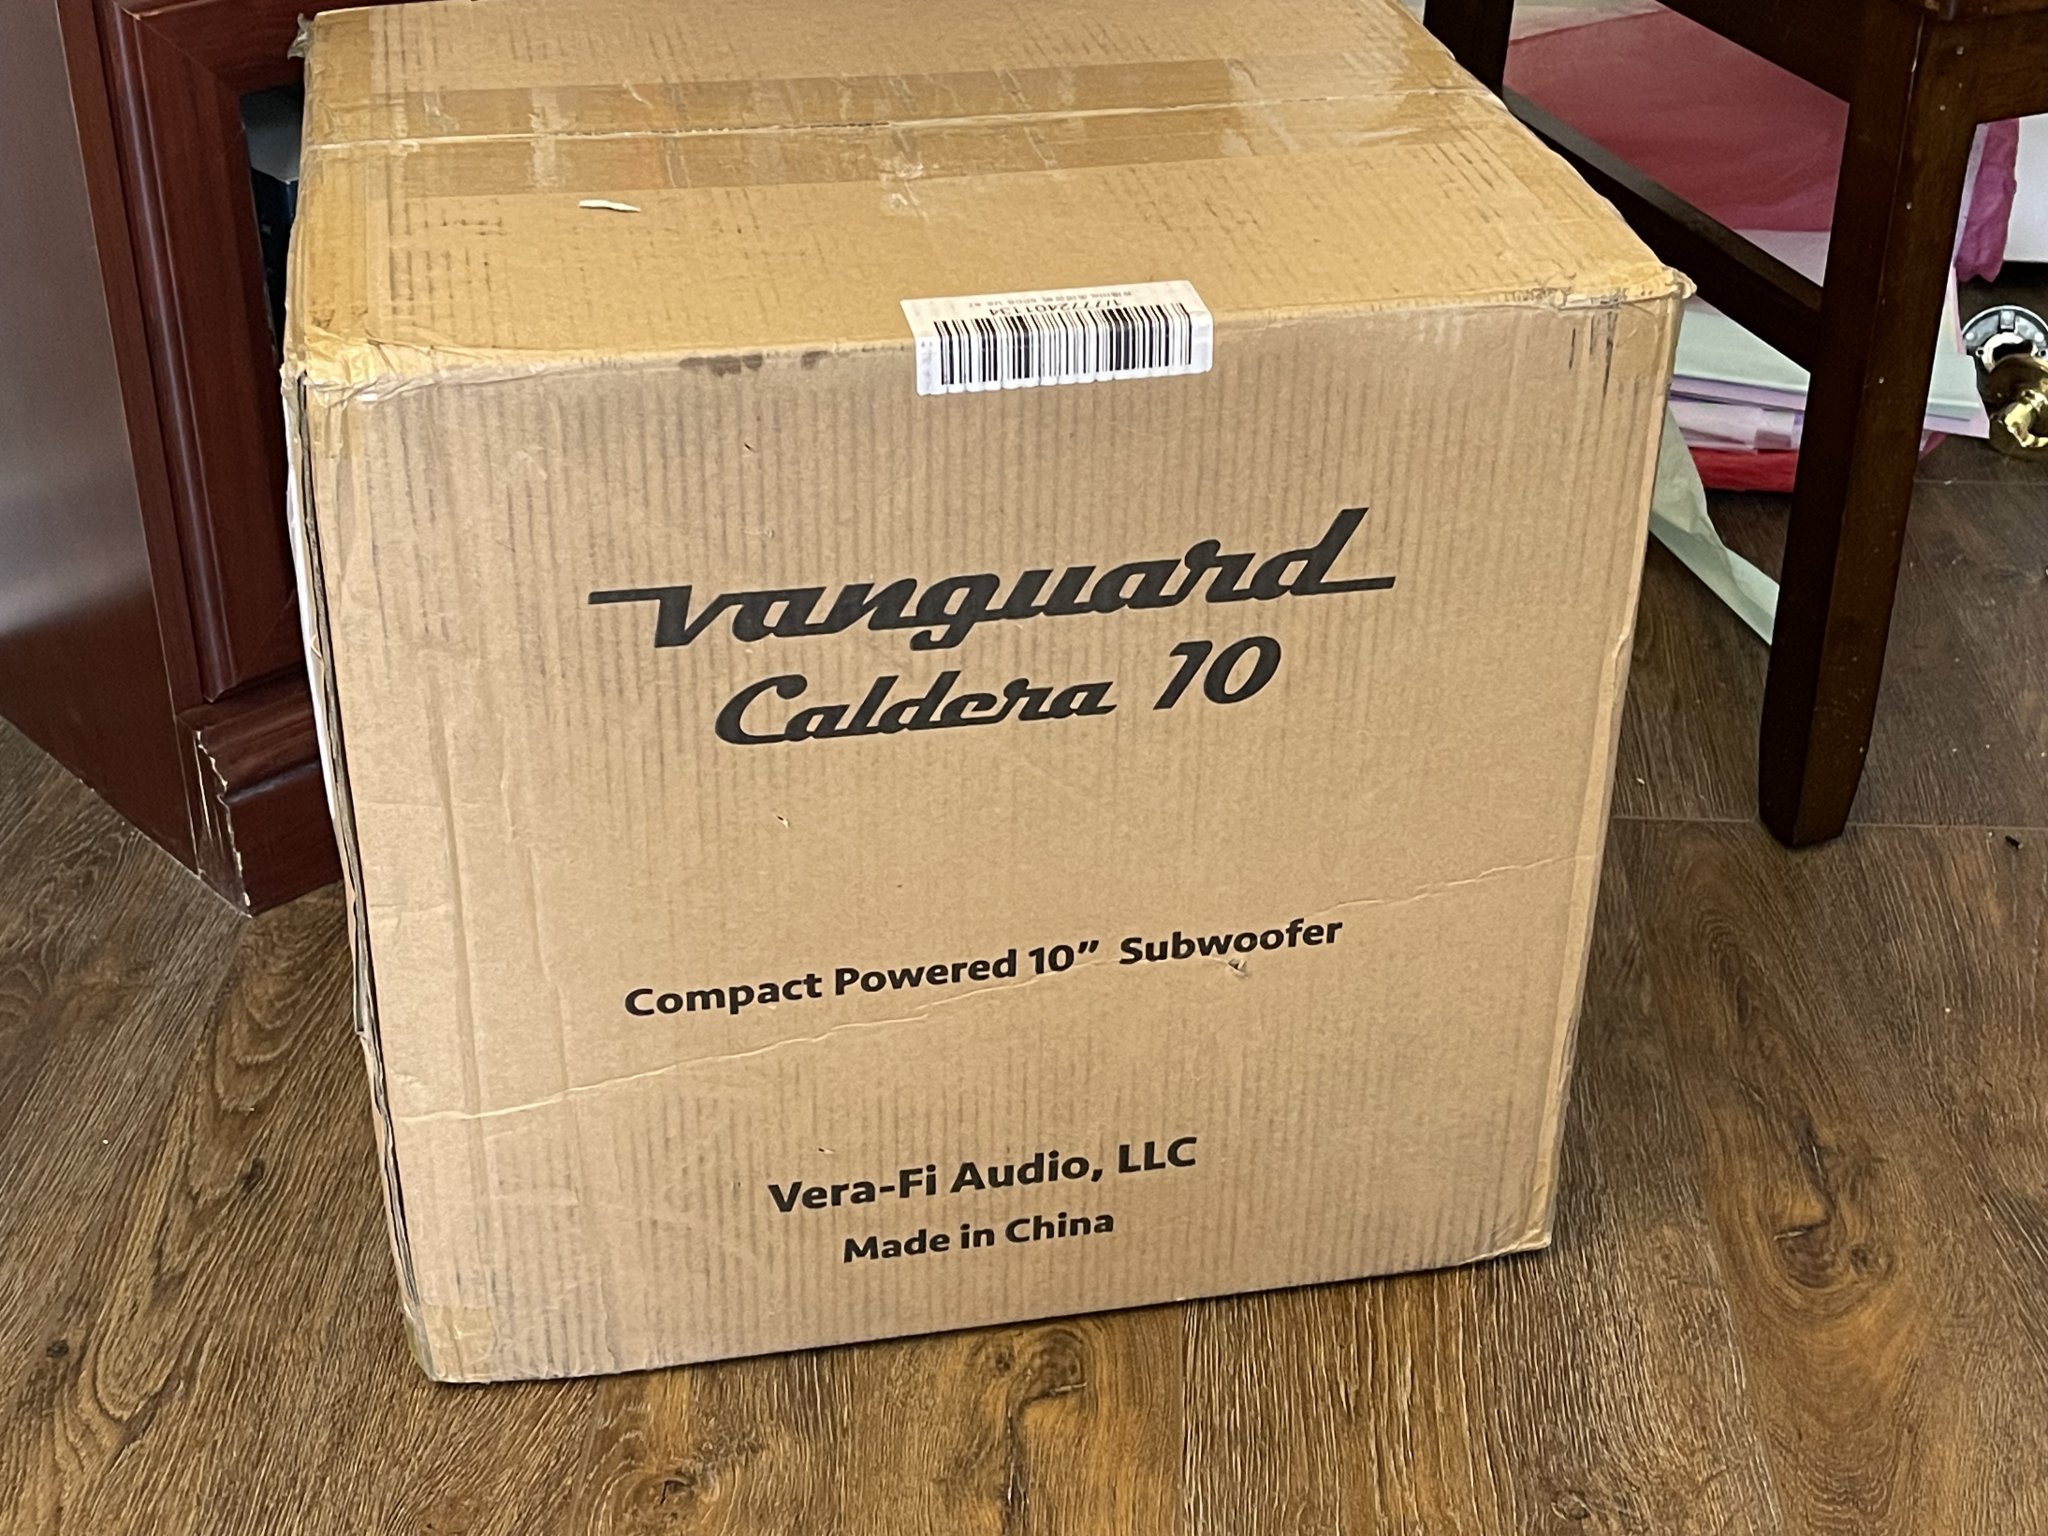 vanguard
Caldera 10
Compact Powered 10” Subwoofer
Vera-Fi Audio, LLC
Made in China